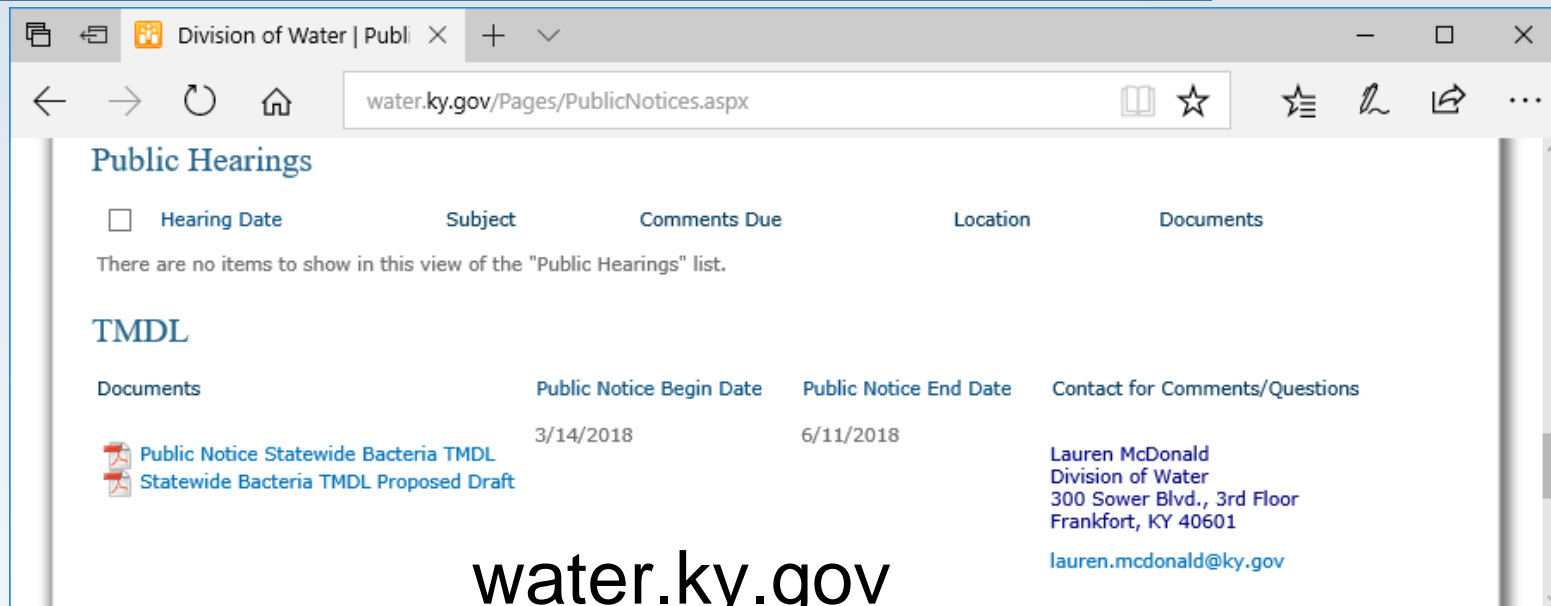 Division of Water | Publi
water.ky.gov/Pages/PublicNotices.aspx
Public Hearings
Hearing Date Subject Comments Due Location Documents
There are no items to show in this view of the "Public Hearings" list.
TMDL
Documents Public Notice Begin Date Public Notice End Date Contact for Comments/Questions
3/14/2018 6/11/2018
Public Notice Statewide Bacteria TMDL
Statewide Bacteria TMDL Proposed Draft
Lauren McDonald
Division of Water
300 Sower Blvd., 3rd Floor
Frankfort, KY 40601
lauren.mcdonald@ky.gov
water.ky.gov